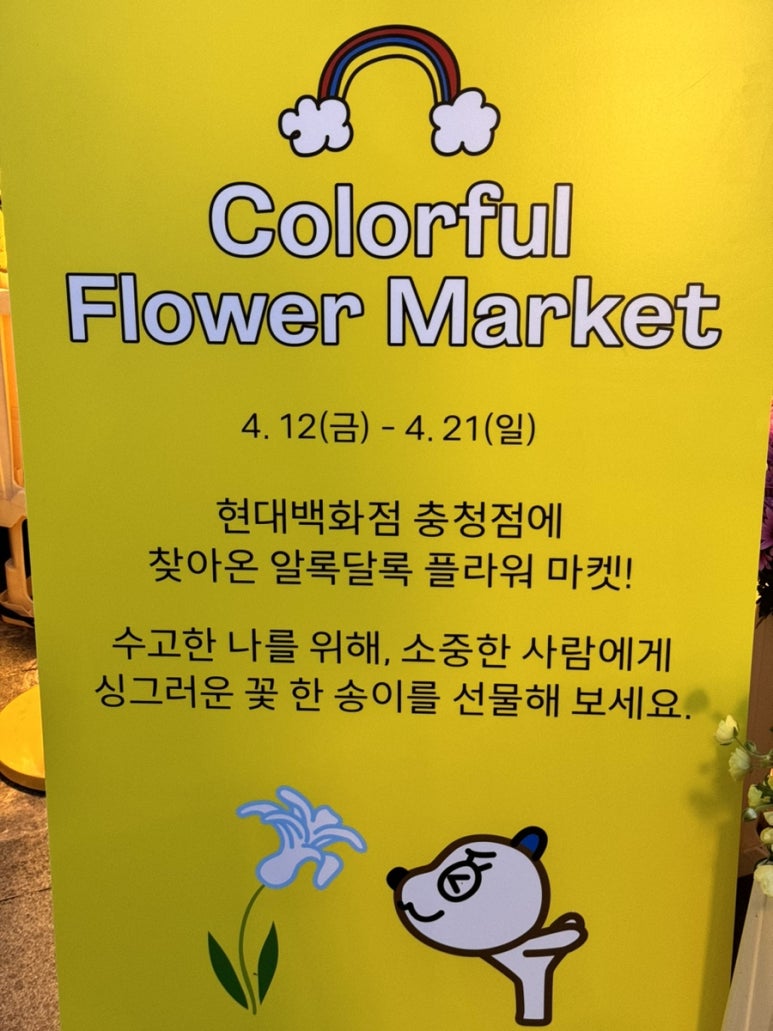 Colorful
Flower Market
4. 12(금) - 4. 21(일)
현대백화점 충청점에
찾아온 알록달록 플라워 마켓!
수고한 나를 위해, 소중한 사람에게
싱그러운 꽃 한 송이를 선물해 보세요.